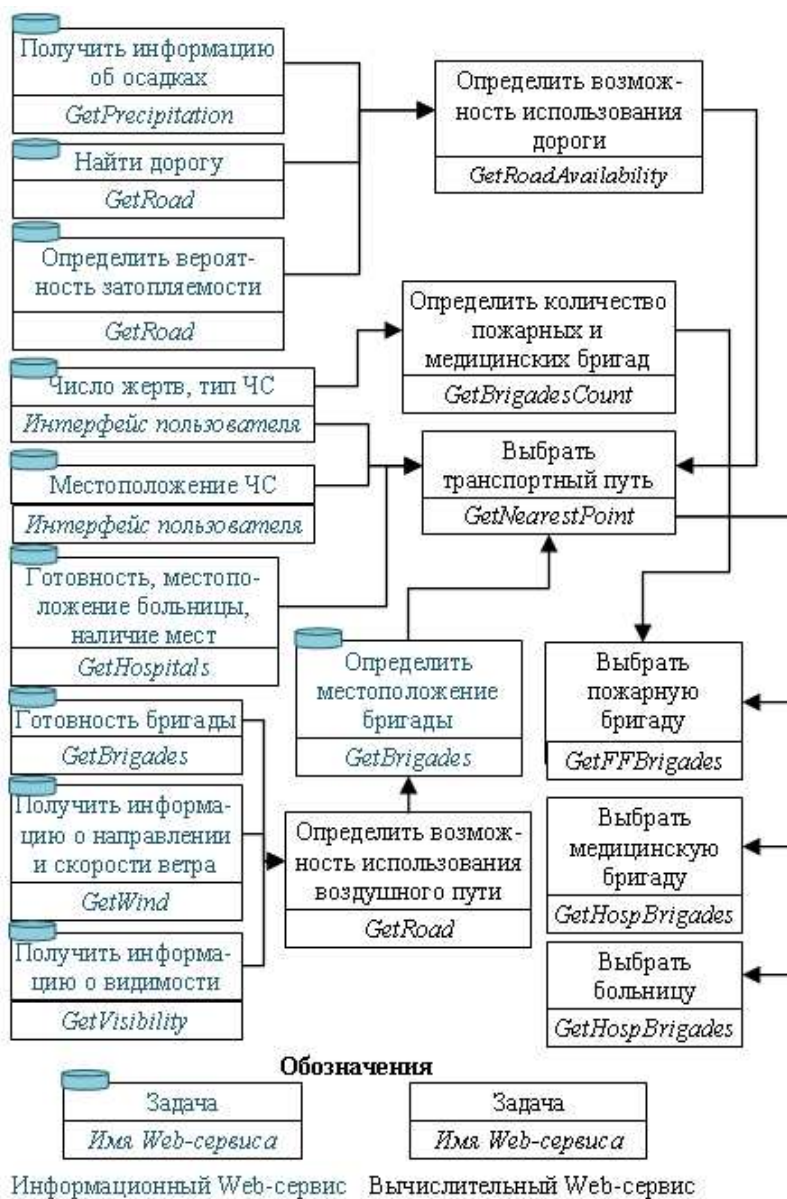 Получить информацию
об осадках
GetPrecipitation
Найти дорогу
GetRoad
Определить вероят-
ность затопляемости
GetRoad
Число жертв, тип ЧС
Интерфейс пользователя
Местоположение ЧС
Интерфейс пользователя
Готовность, местопо-
ложение больницы,
наличие мест
GetHospitals
Готовность бригады
GetBrigades
Получить информа-
цию о направлении
и скорости ветра
GetWind
Получить информа-
цию о видимости
GetVisibility
Определить возмож-
ность использования
дороги
GetRoadAvailability
Определить количество
пожарных и
медицинских бригад
GetBrigadesCount
Выбрать
транспортный путь
GetNearestPoint
Определить
местоположение
бригады
GetBrigades
Определить возмож-
ность использования
воздушного пути
GetRoad
Выбрать
пожарную
бригаду
GetFFBrigades
Выбрать
медицинскую
бригаду
GetHospBrigades
Выбрать
больницу
GetHospBrigades
Обозначения
Задача
Имя Web-сервиса
Задача
Имя Web-сервиса
Информационный Web-сервис
Вычислительный Web-сервис